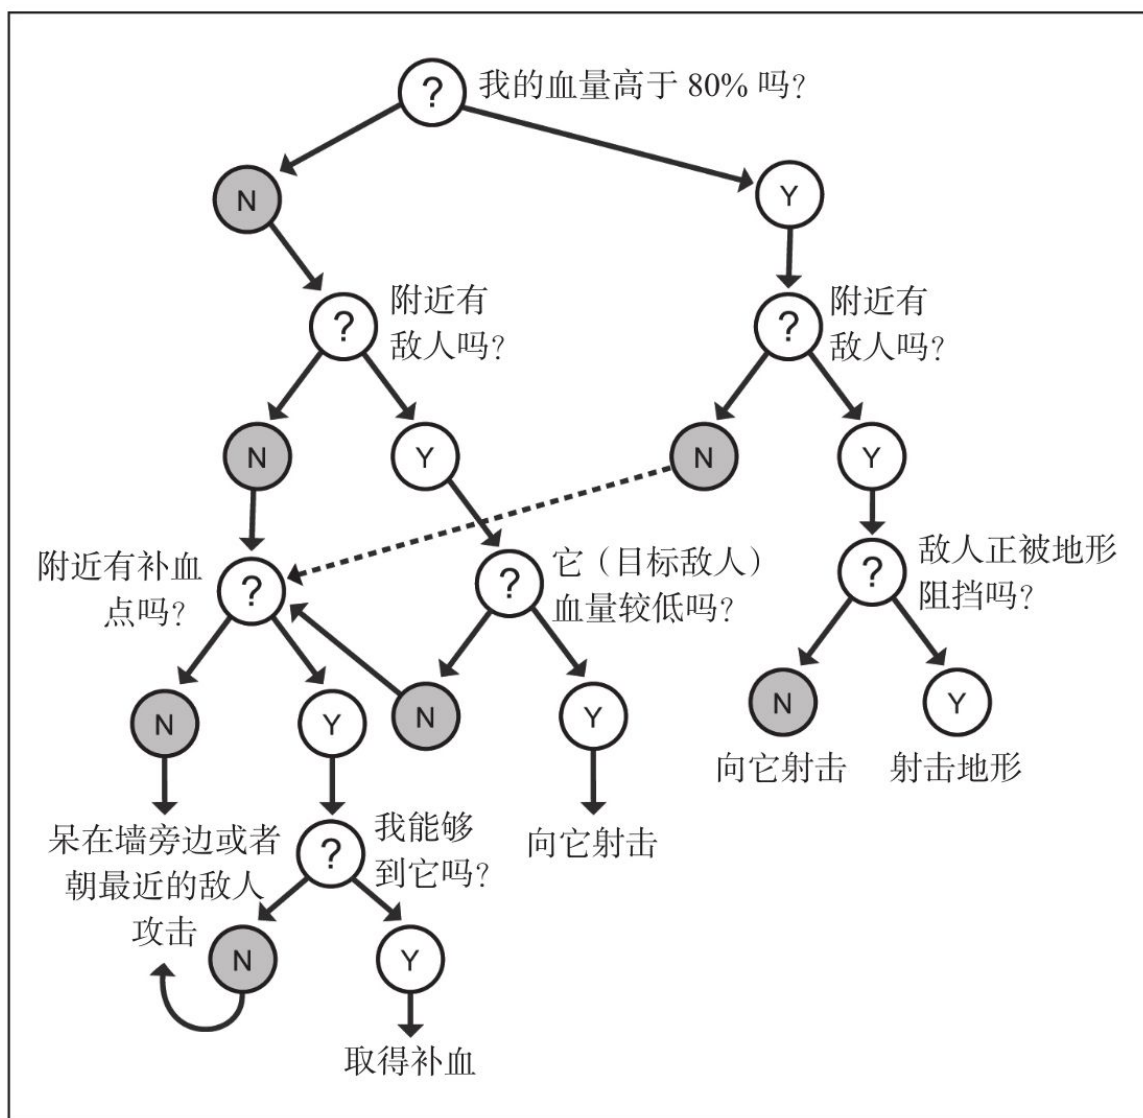 ?
我的血量高于 80% 吗?
N
Y
?
附近有
敌人吗?
?
附近有
敌人吗?
N
Y
N
Y
附近有补血
点吗?
?
?
它（目标敌人）
血量较低吗?
?
敌人正被地形
阻挡吗?
N
Y
N
Y
N
Y
向它射击
射击地形
呆在墙旁边或者
朝最近的敌人
攻击
?
我能够
到它吗?
向它射击
N
Y
取得补血